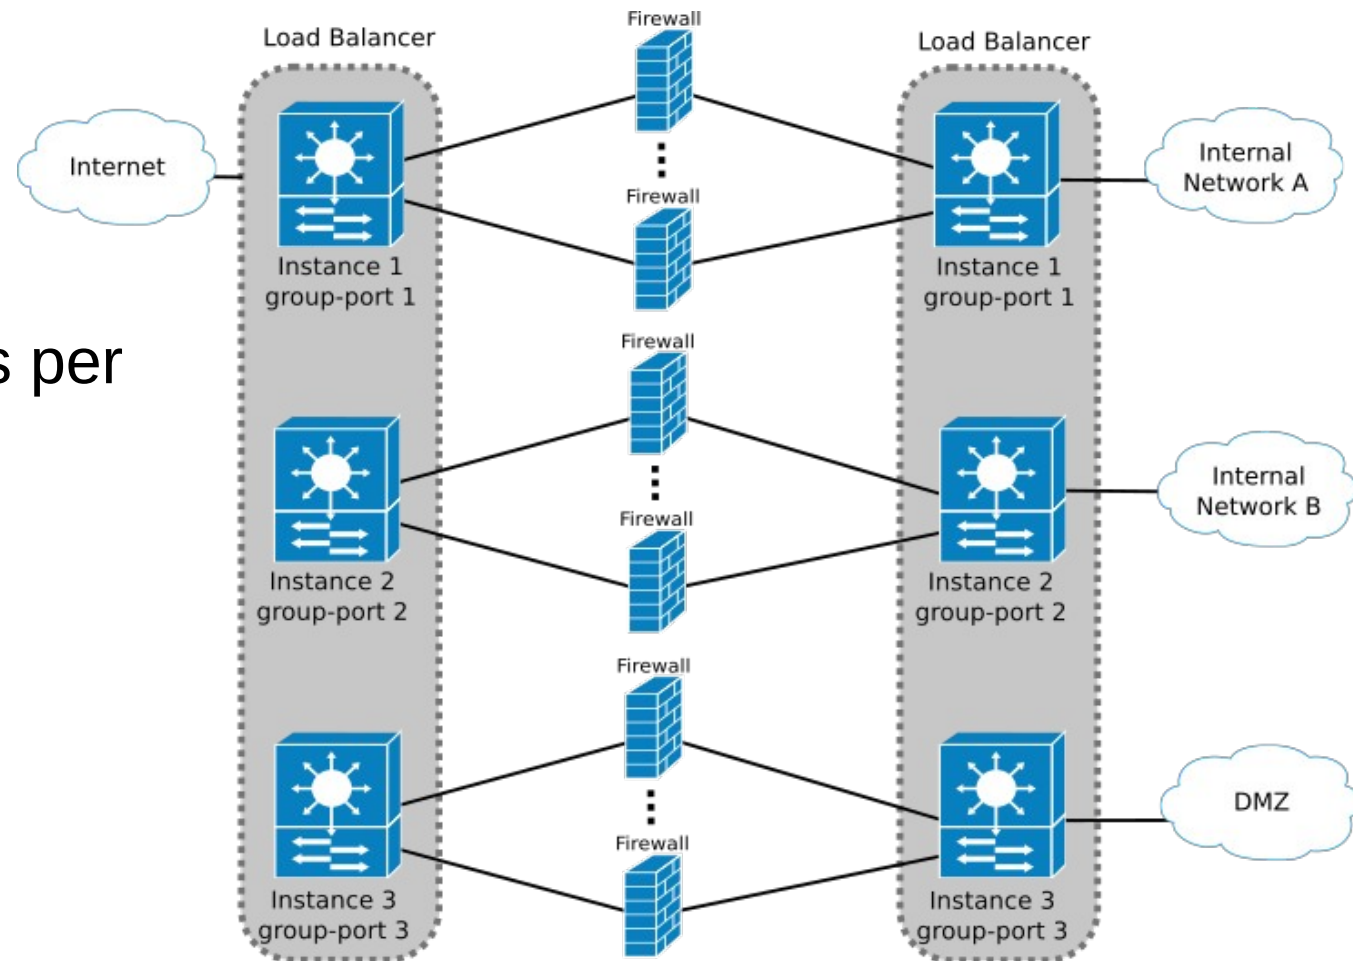 Firewall
Load Balancer
Load Balancer
Internet
Internal
Network A
Firewall
Instance 1
group-port 1
Instance 1
group-port 1
Firewall
s per
Internal
Network B
Firewall
Instance 2
group-port 2
Instance 2
group-port 2
Firewall
DMZ
Firewall
Instance 3
group-port 3
Instance 3
group-port 3